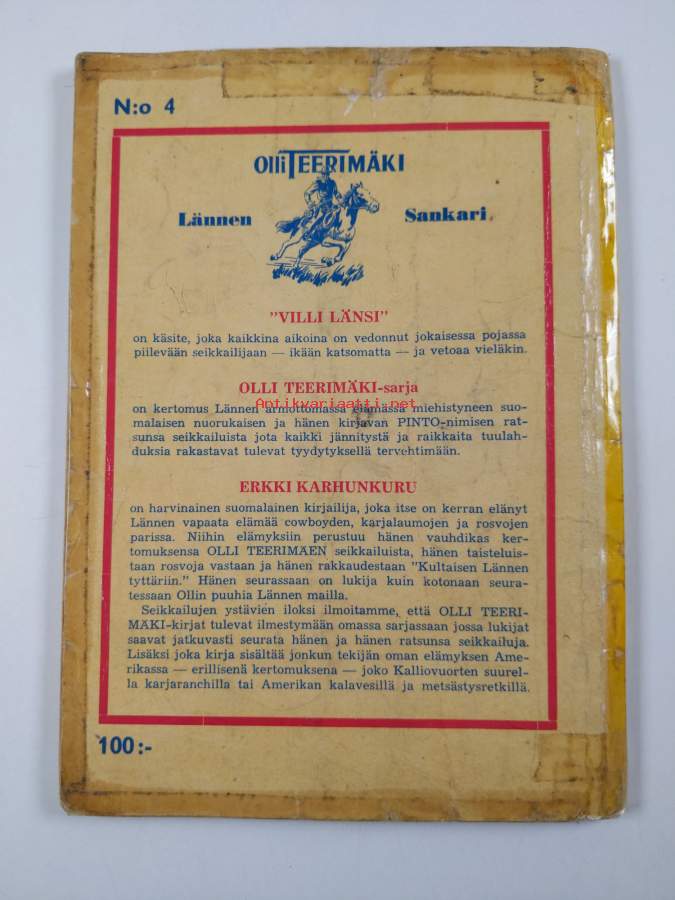 N:o 4
Olli TEERIMÄKI
Lännen Sankari
"VILLI LÄNSI"
on käsite, joka kaikkina aikoina on vedonnut jokaisessa pojassa
piilevään seikkailijaan — ikään katsomatta — ja vetoaa vieläkin.
OLLI TEERIMÄKI-sarja
Antikvariaatti.net
on kertomus Lännen armottomassa elämässä miehistyneen suo-
malaisen nuorukaisen ja hänen kirjavan PINTO-nimisen rat-
sunsa seikkailuista jota kaikki jännitystä ja raikkaita tuulah-
duksia rakastavat tulevat tyydytyksellä tervehtimään.
ERKKI KARHUNKURU
on harvinainen suomalainen kirjailija, joka itse on kerran elänyt
Lännen vapaata elämää cowboyden, karjalaumojen ja rosvojen
parissa. Niihin elämyksiin perustuu hänen vauhdikas ker-
tomuksensa OLLI TEERIMÄEN seikkailuista, hänen taisteluis-
taan rosvoja vastaan ja hänen rakkaudestaan "Kultaisen Lännen
tyttäriin." Hänen seurassaan on lukija kuin kotonaan seura-
tessaan Ollin puuhia Lännen mailla.
Seikkailujen ystävien iloksi ilmoitamme, että OLLI TEERI-
MÄKI-kirjat tulevat ilmestymään omassa sarjassaan jossa lukijat
saavat jatkuvasti seurata hänen ja hänen ratsunsa seikkailuja.
Lisäksi joka kirja sisältää jonkun tekijän oman elämyksen Ame-
rikassa — erillisenä kertomuksena — joko Kalliovuorten suurel-
la karjaranchilla tai Amerikan kalavesillä ja metsästysretkillä.
100:-